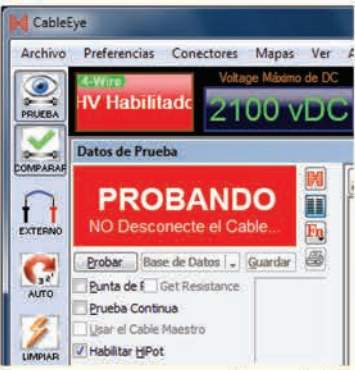 CableEye
Archivo Preferencias Conectores Mapas Ver
PRUEBA
4-Wire
HV Habilitado
Voltage Máximo de DC
2100 vDC
COMPARAR
Datos de Prueba
PROBANDO
NO Desconecte el Cable...
EXTERNO
Probar Base de Datos Guardar
Punta de Get Resistance
AUTO
Prueba Continua
Usar el Cable Maestro
LIMPIAR
Habilitar HiPot